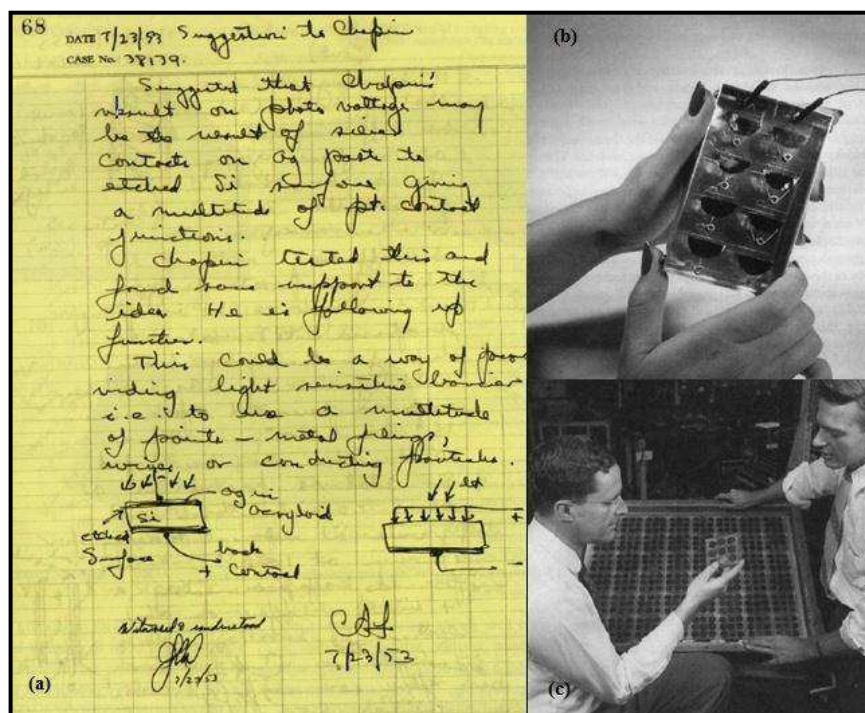 68
DATE 7/23/53 Suggestion to Chapin
CASE No. 38139.
Suggested that Chapin's
result on photo voltage may
be the result of silver
contacts on Ag paste to
etched Si surface giving
a multitude of pt. contact
junctions.
Chapin tested this and
found some support to the
idea. He is following up
further.
This could be a way of pro
viding light sensitive barrier
i.e. to use a multitude
of points – metal filings,
wires or conducting particles.
Ag in
acryloid
Si
etched
Surface
back
+ Contact
lt
+
-
Witnessed & understood
7/27/53
7/23/53
(a)
(b)
(c)